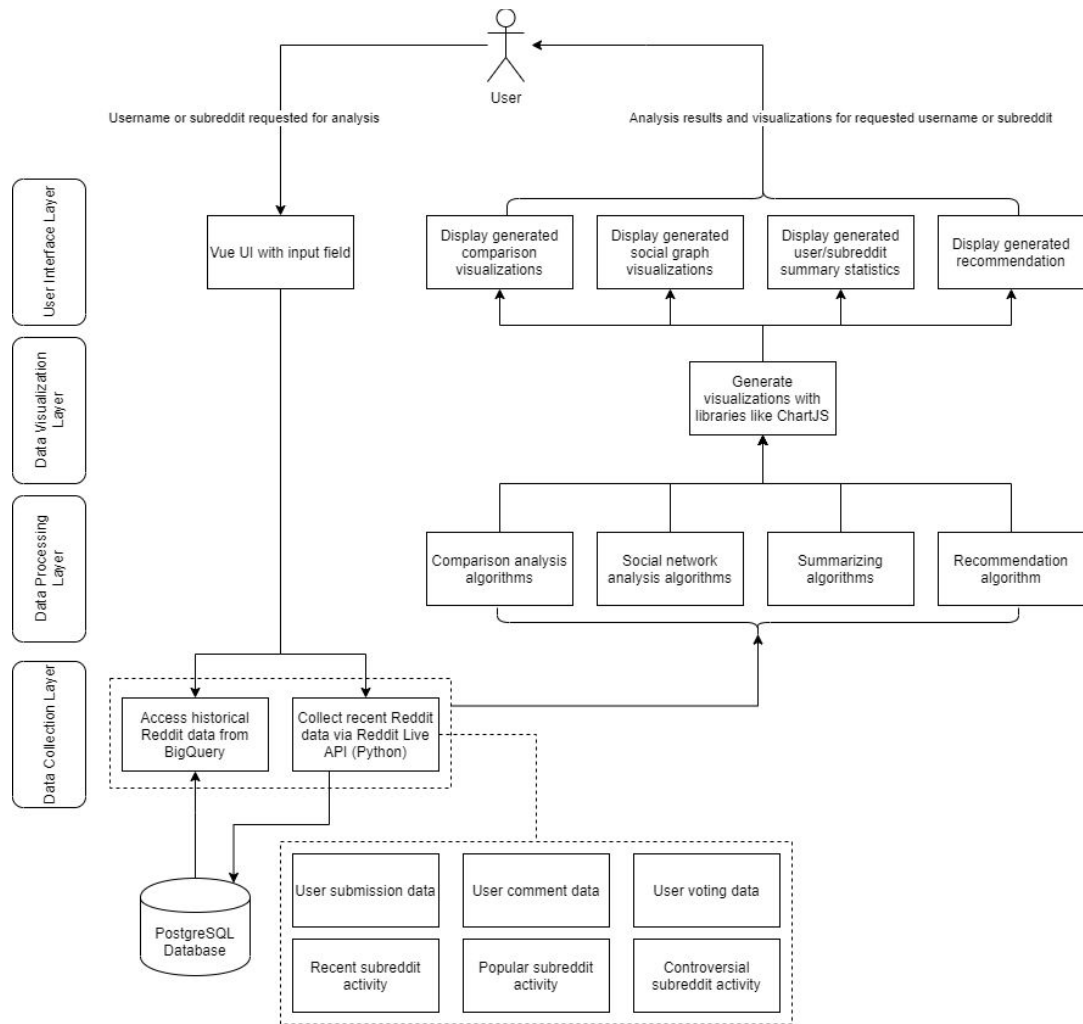 User
Username or subreddit requested for analysis
Analysis results and visualizations for requested username or subreddit
User Interface Layer
Vue UI with input field
Display generated
comparison
visualizations
Display generated
social graph
visualizations
Display generated
user/subreddit
summary statistics
Display generated
recommendation
Data Visualization
Layer
Generate
visualizations with
libraries like ChartJS
Data Processing
Layer
Comparison analysis
algorithms
Social network
analysis algorithms
Summarizing
algorithms
Recommendation
algorithm
Data Collection Layer
Access historical
Reddit data from
BigQuery
Collect recent Reddit
data via Reddit Live
API (Python)
PostgreSQL
Database
User submission data
User comment data
User voting data
Recent subreddit
activity
Popular subreddit
activity
Controversial
subreddit activity